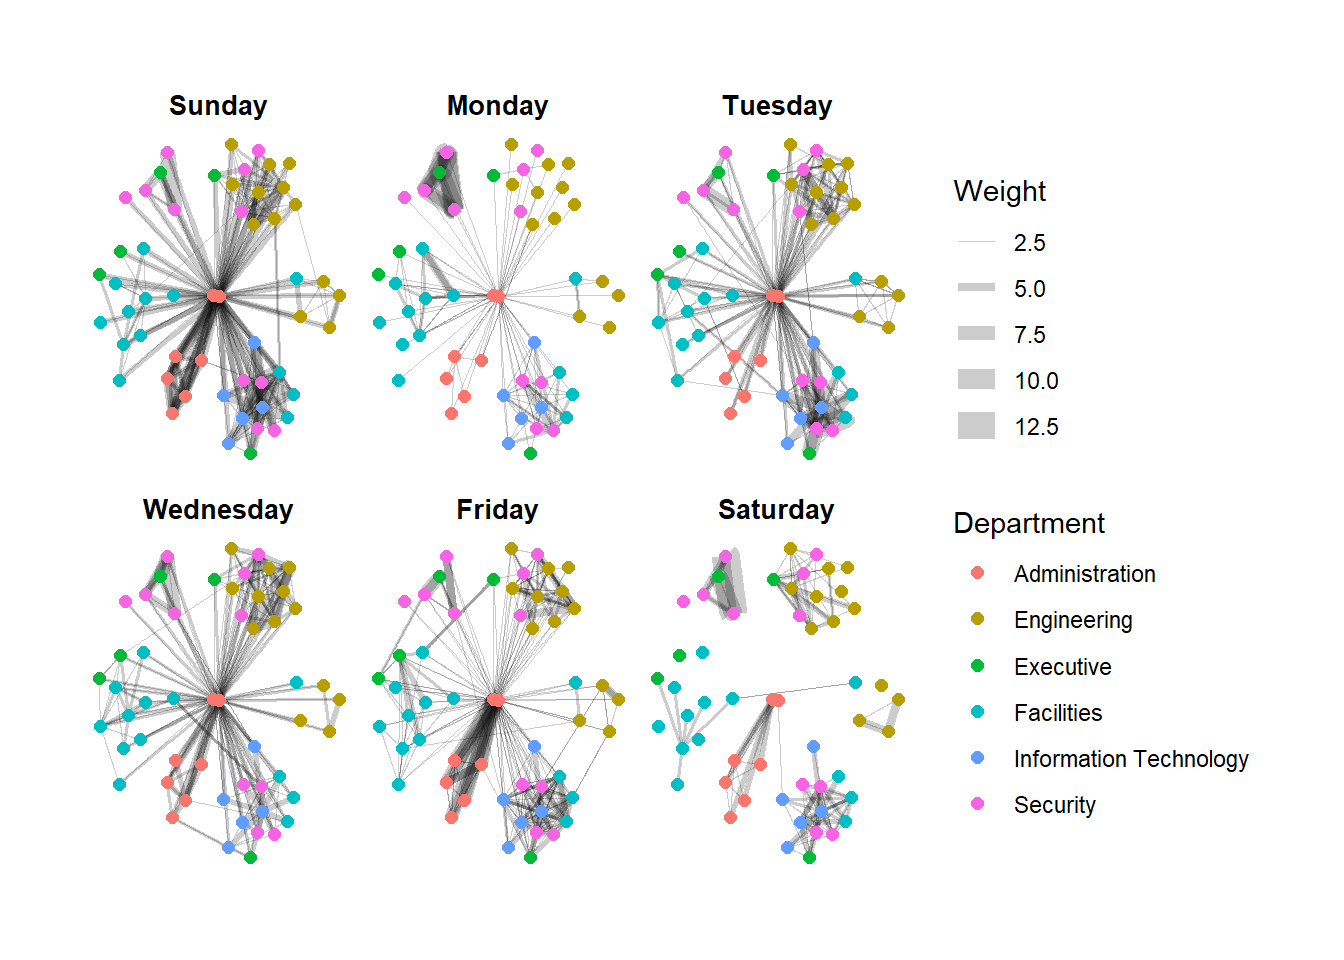 Sunday
Monday
Tuesday
Wednesday
Friday
Saturday
Weight
2.5
5.0
7.5
10.0
12.5
Department
Administration
Engineering
Executive
Facilities
Information Technology
Security